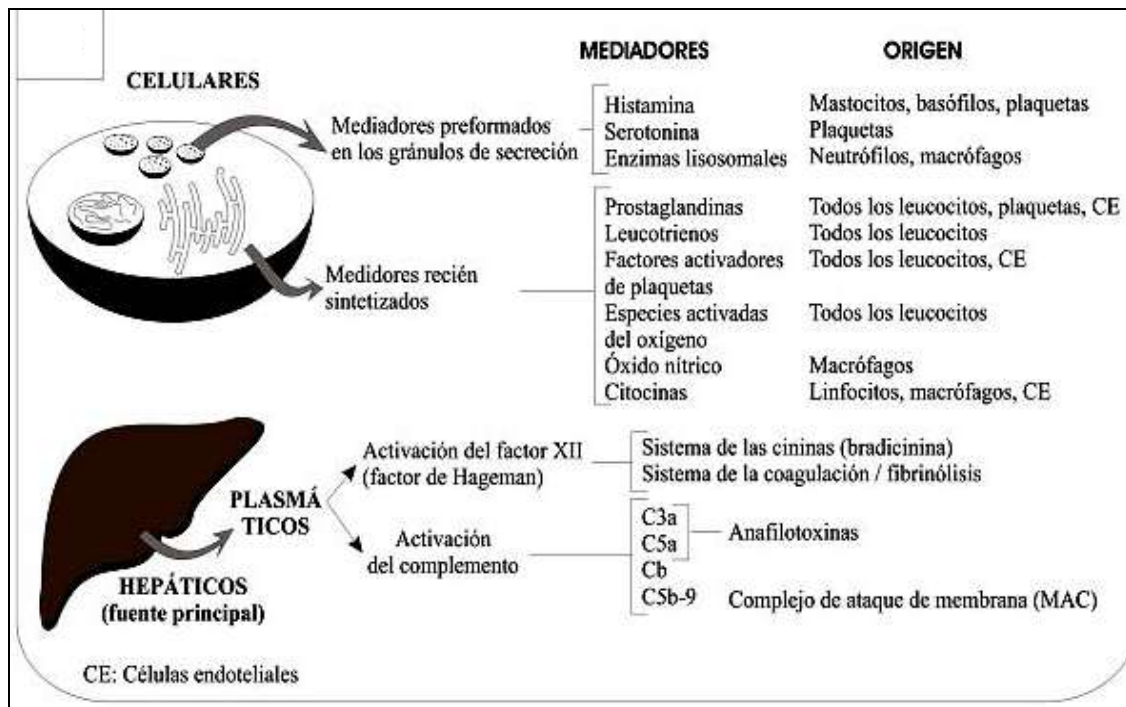 MEDIADORES ORIGEN
CELULARES
Mediadores preformados
en los gránulos de secreción
Histamina Mastocitos, basófilos, plaquetas
Serotonina Plaquetas
Enzimas lisosomales Neutrófilos, macrófagos
Medidores recién
sintetizados
Prostaglandinas Todos los leucocitos, plaquetas, CE
Leucotrienos Todos los leucocitos
Factores activadores Todos los leucocitos, CE
de plaquetas
Especies activadas Todos los leucocitos
del oxígeno
Óxido nítrico Macrófagos
Citocinas Linfocitos, macrófagos, CE
HEPÁTICOS
(fuente principal)
PLASMÁ
TICOS
Activación del factor XII
(factor de Hageman)
Sistema de las cininas (bradicinina)
Sistema de la coagulación / fibrinólisis
Activación
del complemento
C3a
C5a
Anafilotoxinas
Cb
C5b-9 Complejo de ataque de membrana (MAC)
CE: Células endoteliales